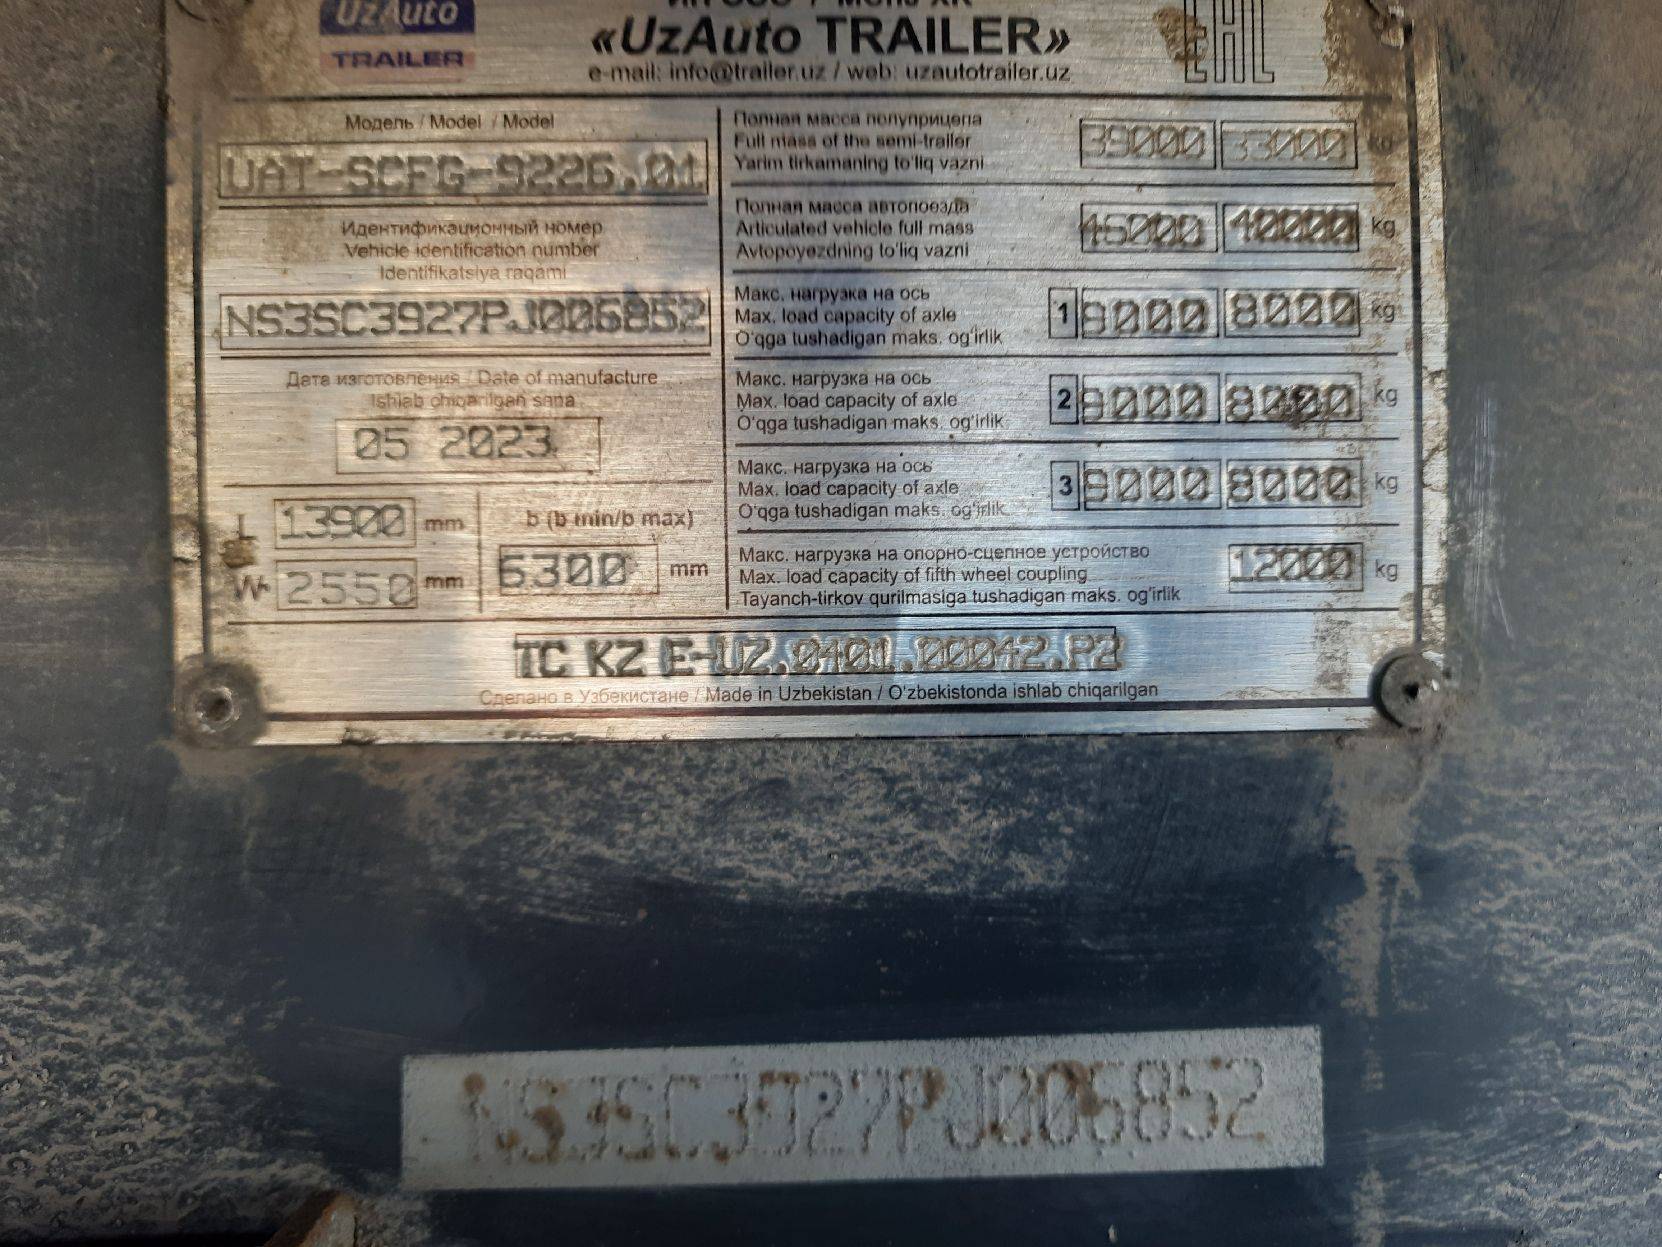 UzAuto
TRAILER
«UzAuto TRAILER»
e-mail: info@trailer.uz / web: uzautotrailer.uz
EAC
Модель / Model / Model
UAT-SCFG-9226.01
Идентификационный номер
Vehicle identification number
Identifikatsiya raqami
NS3SC3927PJ006852
Дата изготовления / Date of manufacture
Ishlab chiqarilgan sana
05 2023
L 13900 mm
W 2550 mm
b (b min/b max)
6300 mm
Полная масса полуприцепа
Full mass of the semi-trailer
Yarim tirkamaning to'liq vazni
39000 33000 kg
Полная масса автопоезда
Articulated vehicle full mass
Avtopoyezdning to'liq vazni
45000 40000 kg
Макс. нагрузка на ось
Max. load capacity of axle
O'qga tushadigan maks. og'irlik
1 9000 8000 kg
Макс. нагрузка на ось
Max. load capacity of axle
O'qga tushadigan maks. og'irlik
2 9000 8000 kg
Макс. нагрузка на ось
Max. load capacity of axle
O'qga tushadigan maks. og'irlik
3 9000 8000 kg
Макс. нагрузка на опорно-сцепное устройство
Max. load capacity of fifth wheel coupling
Tayanch-tirkov qurilmasiga tushadigan maks. og'irlik
12000 kg
TC KZ E-UZ.0401.00042.P2
Сделано в Узбекистане / Made in Uzbekistan / O'zbekistonda ishlab chiqarilgan
NS3SC3927PJ006852